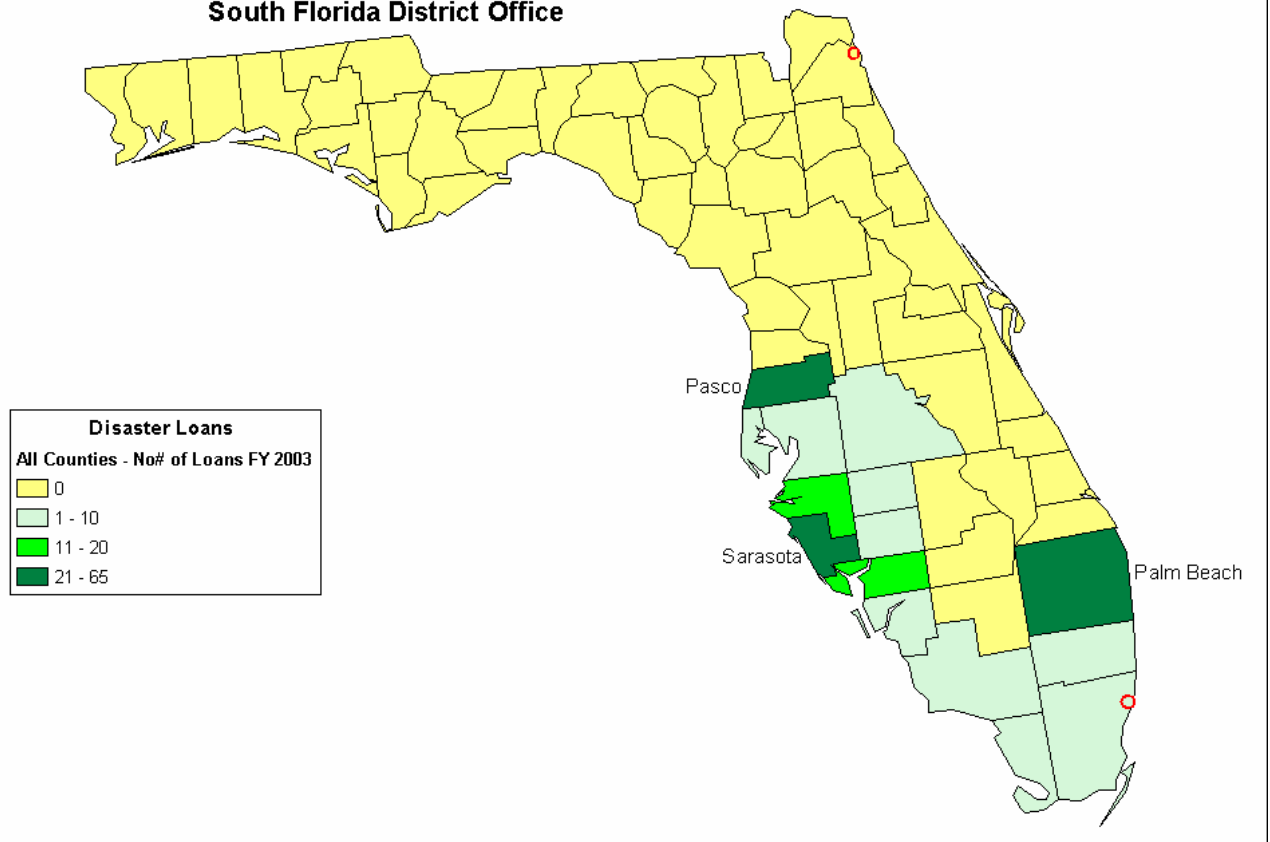 South Florida District Office
Pasco
Disaster Loans
All Counties - No# of Loans FY 2003
0
1 - 10
11 - 20
21 - 65
Sarasota
Palm Beach